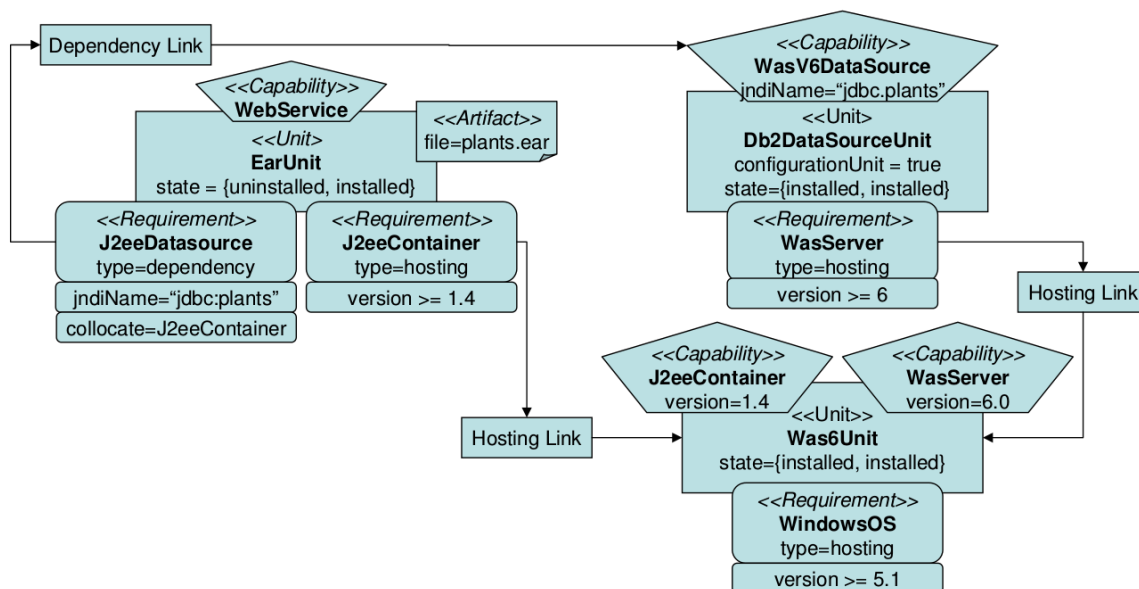 Dependency Link
<<Capability>>
WasV6DataSource
jndiName=“jdbc.plants”
<<Capability>>
WebService
<<Artifact>>
file=plants.ear
<<Unit>
EarUnit
state = {uninstalled, installed}
<<Unit>
Db2DataSourceUnit
configurationUnit = true
state={installed, installed}
<<Requirement>>
J2eeDatasource
type=dependency
jndiName=“jdbc:plants”
collocate=J2eeContainer
<<Requirement>>
J2eeContainer
type=hosting
version >= 1.4
<<Requirement>>
WasServer
type=hosting
version >= 6
Hosting Link
<<Capability>>
J2eeContainer
version=1.4
<<Capability>>
WasServer
version=6.0
Hosting Link
<<Unit>>
Was6Unit
state={installed, installed}
<<Requirement>>
WindowsOS
type=hosting
version >= 5.1